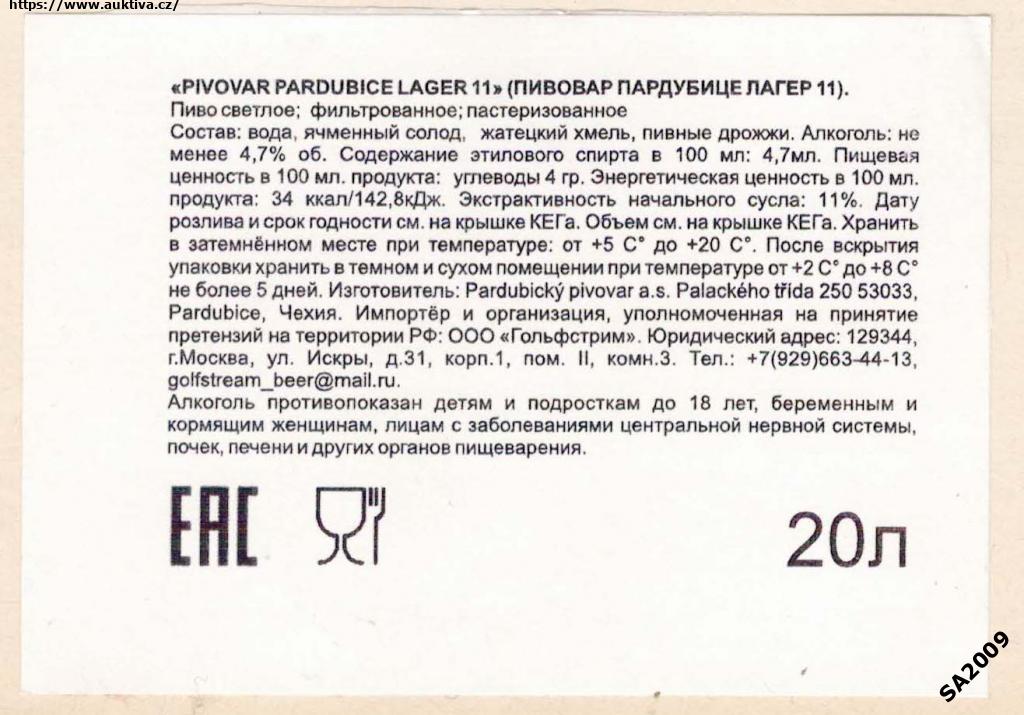 https://www.auktiva.cz/
«PIVOVAR PARDUBICE LAGER 11» (ПИВОВАР ПАРДУБИЦЕ ЛАГЕР 11).
Пиво светлое; фильтрованное; пастеризованное
Состав: вода, ячменный солод, жатецкий хмель, пивные дрожжи. Алкоголь: не
менее 4,7% об. Содержание этилового спирта в 100 мл: 4,7мл. Пищевая
ценность в 100 мл. продукта: углеводы 4 гр. Энергетическая ценность в 100 мл.
продукта: 34 ккал/142,8кДж. Экстрактивность начального сусла: 11%. Дату
розлива и срок годности см. на крышке КЕГа. Объем см. на крышке КЕГа. Хранить
в затемнённом месте при температуре: от +5 С° до +20 С°. После вскрытия
упаковки хранить в темном и сухом помещении при температуре от +2 С° до +8 С°
не более 5 дней. Изготовитель: Pardubický pivovar a.s. Palackého třída 250 53033,
Pardubice, Чехия. Импортёр и организация, уполномоченная на принятие
претензий на территории РФ: ООО «Гольфстрим». Юридический адрес: 129344,
г.Москва, ул. Искры, д.31, корп.1, пом. II, комн.3. Тел.: +7(929)663-44-13,
golfstream_beer@mail.ru.
Алкоголь противопоказан детям и подросткам до 18 лет, беременным и
кормящим женщинам, лицам с заболеваниями центральной нервной системы,
почек, печени и других органов пищеварения.
EAC
20л
SA2009